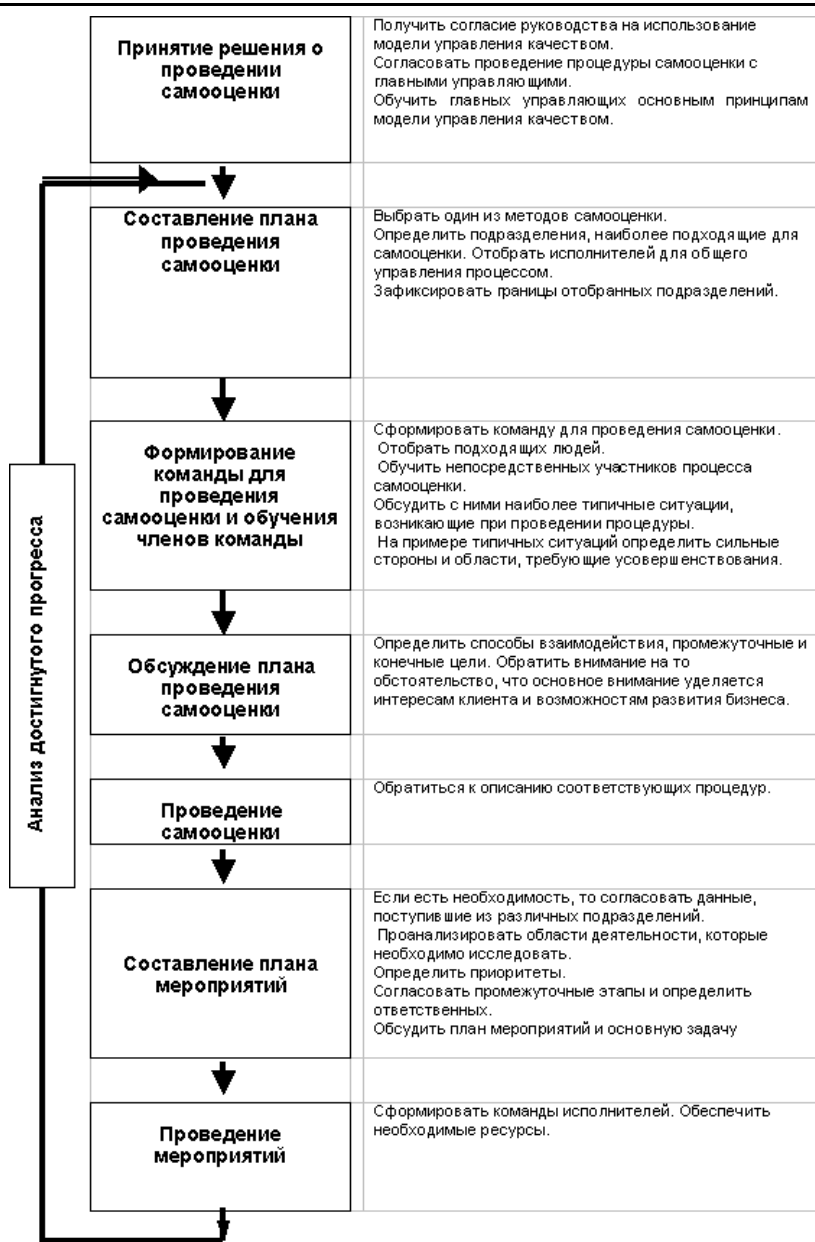 Принятие решения о
проведении
самооценки
Получить согласие руководства на использование
модели управления качеством.
Согласовать проведение процедуры самооценки с
главными управляющими.
Обучить главных управляющих основным принципам
модели управления качеством.
Составление плана
проведения
самооценки
Выбрать один из методов самооценки.
Определить подразделения, наиболее подходящие для
самооценки. Отобрать исполнителей для общего
управления процессом.
Зафиксировать границы отобранных подразделений.
Формирование
команды для
проведения
самооценки и обучения
членов команды
Сформировать команду для проведения самооценки.
Отобрать подходящих людей.
Обучить непосредственных участников процесса
самооценки.
Обсудить с ними наиболее типичные ситуации,
возникающие при проведении процедуры.
На примере типичных ситуаций определить сильные
стороны и области, требующие усовершенствования.
Анализ достигнутого прогресса
Обсуждение плана
проведения
самооценки
Определить способы взаимодействия, промежуточные и
конечные цели. Обратить внимание на то
обстоятельство, что основное внимание уделяется
интересам клиента и возможностям развития бизнеса.
Проведение
самооценки
Обратиться к описанию соответствующих процедур.
Составление плана
мероприятий
Если есть необходимость, то согласовать данные,
поступившие из различных подразделений.
Проанализировать области деятельности, которые
необходимо исследовать.
Определить приоритеты.
Согласовать промежуточные этапы и определить
ответственных.
Обсудить план мероприятий и основную задачу
Проведение
мероприятий
Сформировать команды исполнителей. Обеспечить
необходимые ресурсы.